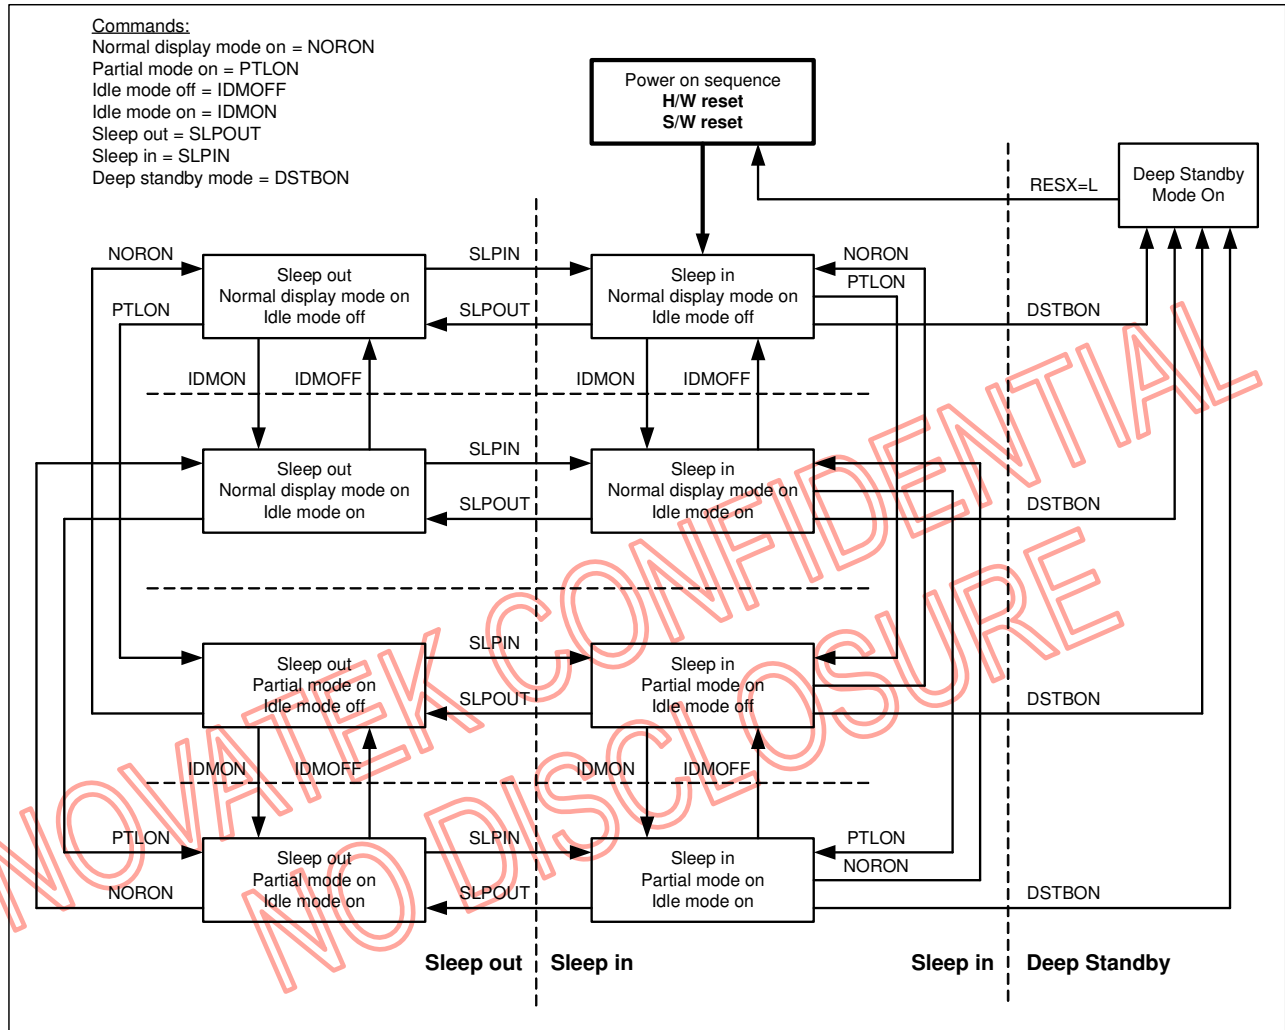 Commands:
Normal display mode on = NORON
Partial mode on = PTLON
Idle mode off = IDMOFF
Idle mode on = IDMON
Sleep out = SLPOUT
Sleep in = SLPIN
Deep standby mode = DSTBON
Power on sequence
H/W reset
S/W reset
Deep Standby
Mode On
RESX=L
NORON
SLPIN
NORON
Sleep out
Normal display mode on
Idle mode off
Sleep in
Normal display mode on
Idle mode off
PTLON
PTLON
SLPOUT
DSTBON
IDMON
IDMOFF
IDMON
IDMOFF
SLPIN
Sleep out
Normal display mode on
Idle mode on
Sleep in
Normal display mode on
Idle mode on
SLPOUT
DSTBON
SLPIN
Sleep out
Partial mode on
Idle mode off
Sleep in
Partial mode on
Idle mode off
SLPOUT
DSTBON
IDMON
IDMOFF
IDMON
IDMOFF
PTLON
SLPIN
PTLON
Sleep out
Partial mode on
Idle mode on
Sleep in
Partial mode on
Idle mode on
NORON
NORON
SLPOUT
DSTBON
Sleep out
Sleep in
Sleep in
Deep Standby
NOVATEK CONFIDENTIAL
NO DISCLOSURE